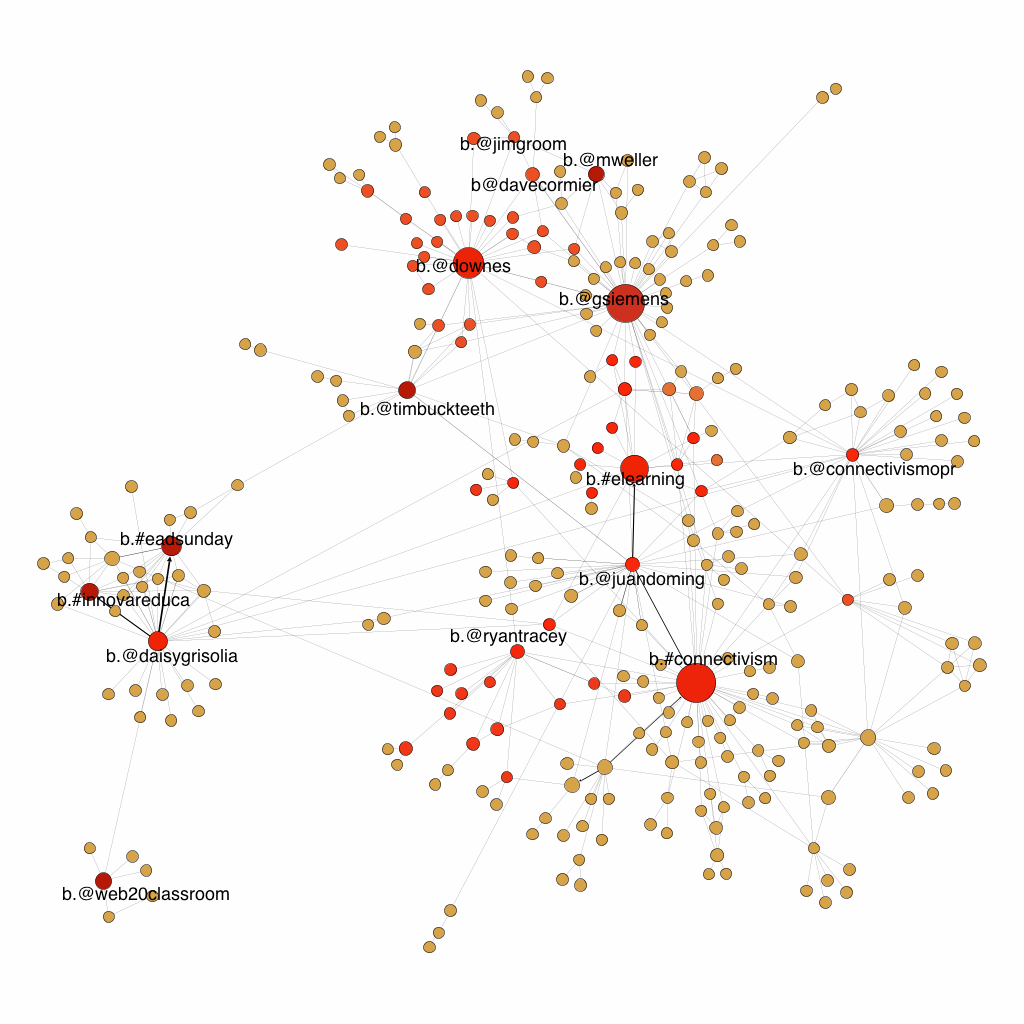 b.@jimgroom
b.@mweller
b@davecormier
b.@downes
b.@gsiemens
b.@timbuckteeth
b.@connectivismopr
b.#elearning
b.#eadsunday
b.@juandoming
b.#innovareduca
b.@ryantracey
b.@daisygrisolia
b.#connectivism
b.@web20classroom